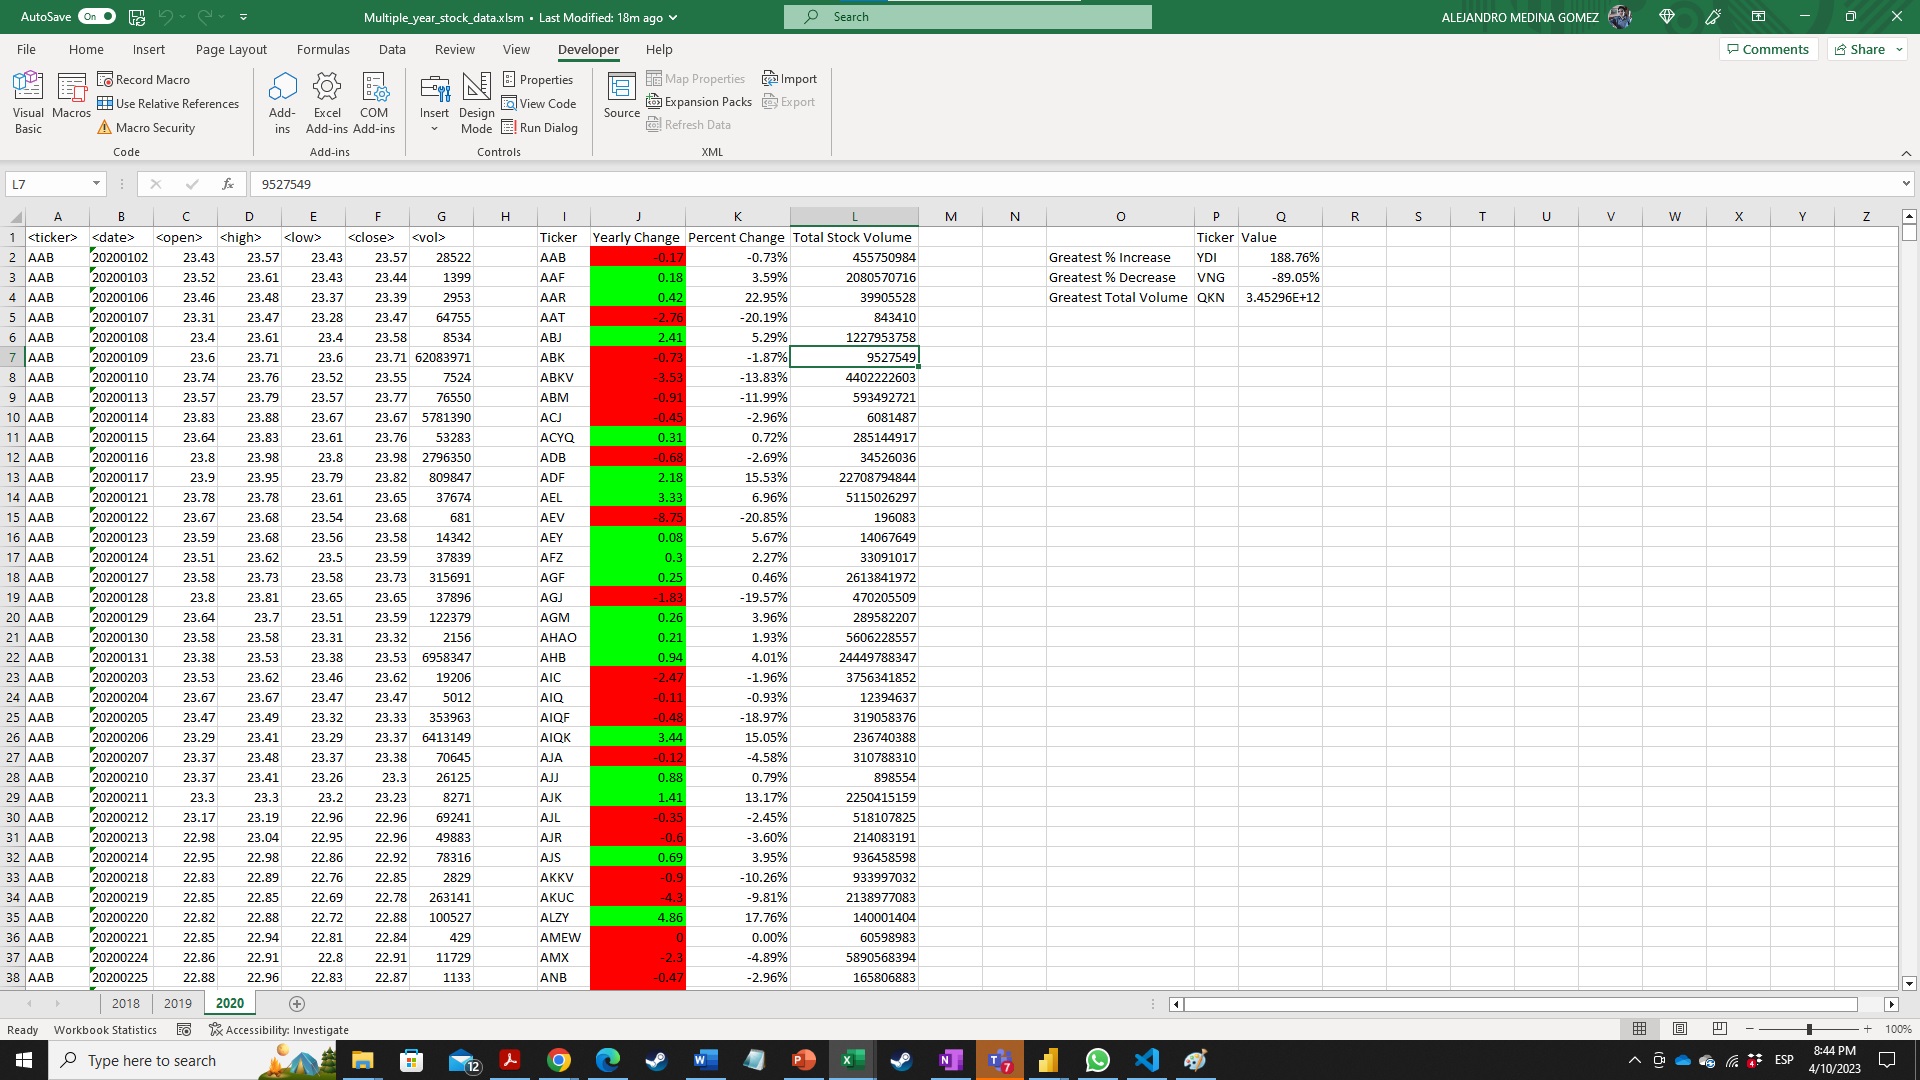 AutoSave On Multiple_year_stock_data.xlsm • Last Modified: 18m ago Search ALEJANDRO MEDINA GOMEZ
File Home Insert Page Layout Formulas Data Review View Developer Help Comments Share
Visual Basic Macros Record Macro Use Relative References Macro Security Add-ins Excel Add-ins COM Add-ins Insert Design Mode Properties View Code Run Dialog Source Map Properties Expansion Packs Refresh Data Import Export
Code Add-ins Controls XML
L7 fx 9527549
A B C D E F G H I J K L M N O P Q R S T U V W X Y Z
1 <ticker> <date> <open> <high> <low> <close> <vol> Ticker Yearly Change Percent Change Total Stock Volume Ticker Value
2 AAB 20200102 23.43 23.57 23.43 23.57 28522 AAB -0.17 -0.73% 455750984 Greatest % Increase YDI 188.76%
3 AAB 20200103 23.52 23.61 23.43 23.44 1399 AAF 0.18 3.59% 2080570716 Greatest % Decrease VNG -89.05%
4 AAB 20200106 23.46 23.48 23.37 23.39 2953 AAR 0.42 22.95% 39905528 Greatest Total Volume QKN 3.45296E+12
5 AAB 20200107 23.31 23.47 23.28 23.47 64755 AAT -2.76 -20.19% 843410
6 AAB 20200108 23.4 23.61 23.4 23.58 8534 ABJ 2.41 5.29% 1227953758
7 AAB 20200109 23.6 23.71 23.6 23.71 62083971 ABK -0.73 -1.87% 9527549
8 AAB 20200110 23.74 23.76 23.52 23.55 7524 ABKV -3.53 -13.83% 4402222603
9 AAB 20200113 23.57 23.79 23.57 23.77 76550 ABM -0.91 -11.99% 593492721
10 AAB 20200114 23.83 23.88 23.67 23.67 5781390 ACJ -0.45 -2.96% 6081487
11 AAB 20200115 23.64 23.83 23.61 23.76 53283 ACYQ 0.31 0.72% 285144917
12 AAB 20200116 23.8 23.98 23.8 23.98 2796350 ADB -0.68 -2.69% 34526036
13 AAB 20200117 23.9 23.95 23.79 23.82 809847 ADF 2.18 15.53% 22708794844
14 AAB 20200121 23.78 23.78 23.61 23.65 37674 AEL 3.33 6.96% 5115026297
15 AAB 20200122 23.67 23.68 23.54 23.68 681 AEV -8.75 -20.85% 196083
16 AAB 20200123 23.59 23.68 23.56 23.58 14342 AEY 0.08 5.67% 14067649
17 AAB 20200124 23.51 23.62 23.5 23.59 37839 AFZ 0.3 2.27% 33091017
18 AAB 20200127 23.58 23.73 23.58 23.73 315691 AGF 0.25 0.46% 2613841972
19 AAB 20200128 23.8 23.81 23.65 23.65 37896 AGJ -1.83 -19.57% 470205509
20 AAB 20200129 23.64 23.7 23.51 23.59 122379 AGM 0.26 3.96% 289582207
21 AAB 20200130 23.58 23.58 23.31 23.32 2156 AHAO 0.21 1.93% 5606228557
22 AAB 20200131 23.38 23.53 23.38 23.53 6958347 AHB 0.94 4.01% 24449788347
23 AAB 20200203 23.53 23.62 23.46 23.62 19206 AIC -2.47 -1.96% 3756341852
24 AAB 20200204 23.67 23.67 23.47 23.47 5012 AIQ -0.11 -0.93% 12394637
25 AAB 20200205 23.47 23.49 23.32 23.33 353963 AIQF -0.48 -18.97% 319058376
26 AAB 20200206 23.29 23.41 23.29 23.37 6413149 AIQK 3.44 15.05% 236740388
27 AAB 20200207 23.37 23.48 23.37 23.38 70645 AJA -0.12 -4.58% 310788310
28 AAB 20200210 23.37 23.41 23.26 23.3 26125 AJJ 0.88 0.79% 898554
29 AAB 20200211 23.3 23.3 23.2 23.23 8271 AJK 1.41 13.17% 2250415159
30 AAB 20200212 23.17 23.19 22.96 22.96 69241 AJL -0.35 -2.45% 518107825
31 AAB 20200213 22.98 23.04 22.95 22.96 49883 AJR -0.6 -3.60% 214083191
32 AAB 20200214 22.95 22.98 22.86 22.92 78316 AJS 0.69 3.95% 936458598
33 AAB 20200218 22.83 22.89 22.76 22.85 2829 AKKV -0.9 -10.26% 933997032
34 AAB 20200219 22.85 22.85 22.69 22.78 263141 AKUC -4.3 -9.81% 2138977083
35 AAB 20200220 22.82 22.88 22.72 22.88 100527 ALZY 4.86 17.76% 140001404
36 AAB 20200221 22.85 22.94 22.81 22.84 429 AMEW 0 0.00% 60598983
37 AAB 20200224 22.86 22.91 22.8 22.91 11729 AMX -2.3 -4.89% 5890568394
38 AAB 20200225 22.88 22.96 22.83 22.87 1133 ANB -0.47 -2.96% 165806883
2018 2019 2020
Ready Workbook Statistics Accessibility: Investigate 100%
Type here to search 12 7 ESP 8:44 PM
4/10/2023